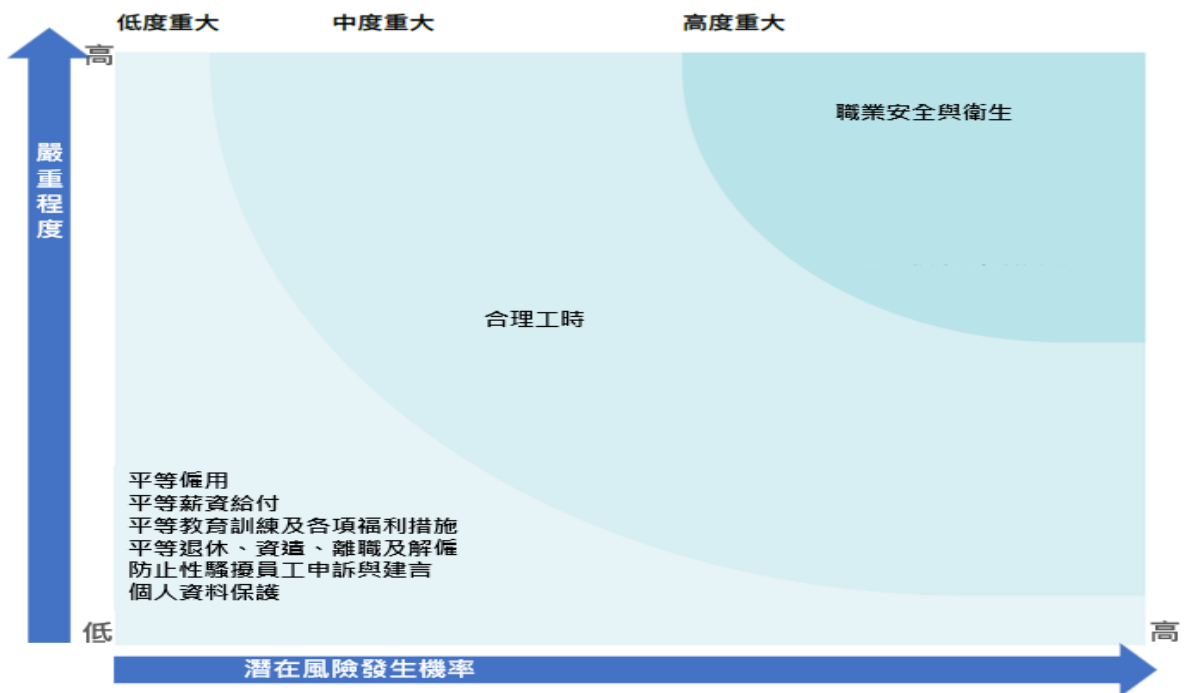 低度重大
中度重大
高度重大
高
嚴重程度
職業安全與衛生
合理工時
平等僱用
平等薪資給付
平等教育訓練及各項福利措施
平等退休、資遣、離職及解僱
防止性騷擾員工申訴與建言
個人資料保護
低
高
潛在風險發生機率